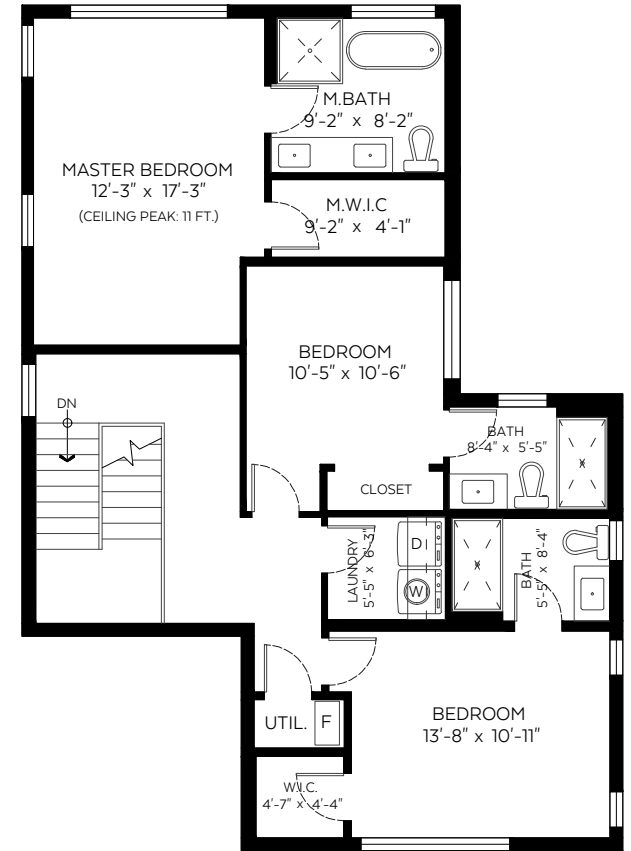 M.BATH
9'-2" x 8'-2"
MASTER BEDROOM
12'-3" x 17'-3"
(CEILING PEAK: 11 FT.)
M.W.I.C
9'-2" x 4'-1"
BEDROOM
10'-5" x 10'-6"
DN
BATH
8'-4" x 5'-5"
CLOSET
LAUNDRY
5'-5" x 6'-3"
D
W
BATH
5'-5" x 8'-4"
UTIL.
F
BEDROOM
13'-8" x 10'-11"
W.I.C.
4'-7" x 4'-4"